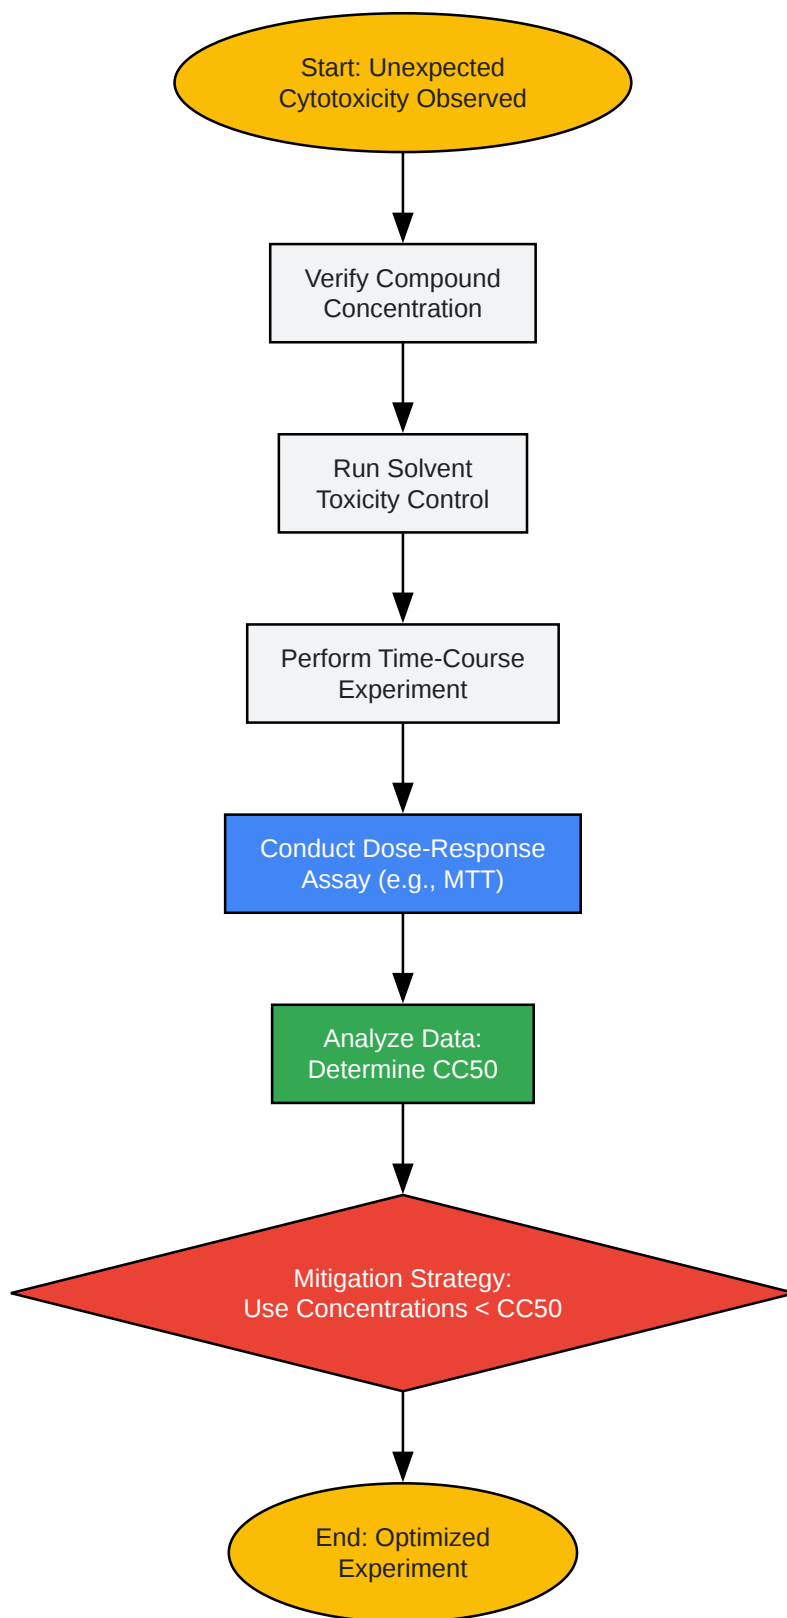 Start: Unexpected
Cytotoxicity Observed
Verify Compound
Concentration
Run Solvent
Toxicity Control
Perform Time-Course
Experiment
Conduct Dose-Response
Assay (e.g., MTT)
Analyze Data:
Determine CC50
Mitigation Strategy:
Use Concentrations < CC50
End: Optimized
Experiment